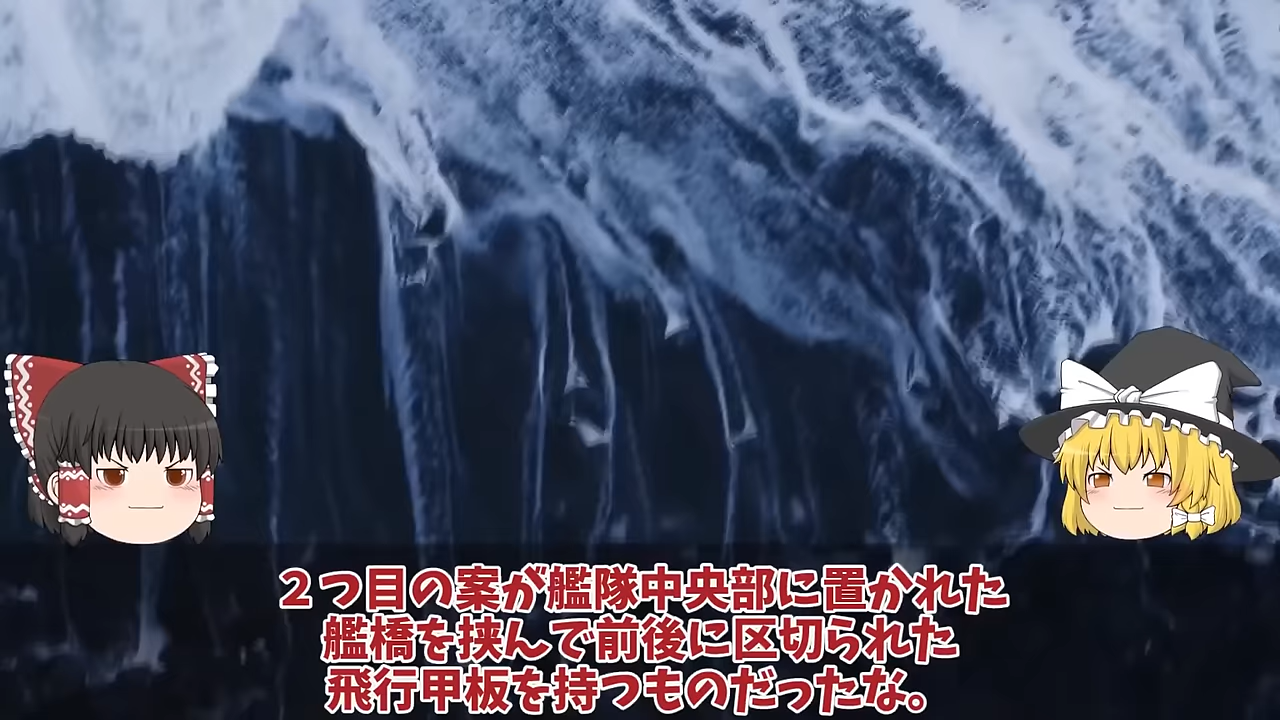 ２つ目の案が艦隊中央部に置かれた
艦橋を挟んで前後に区切られた
飛行甲板を持つものだったな。